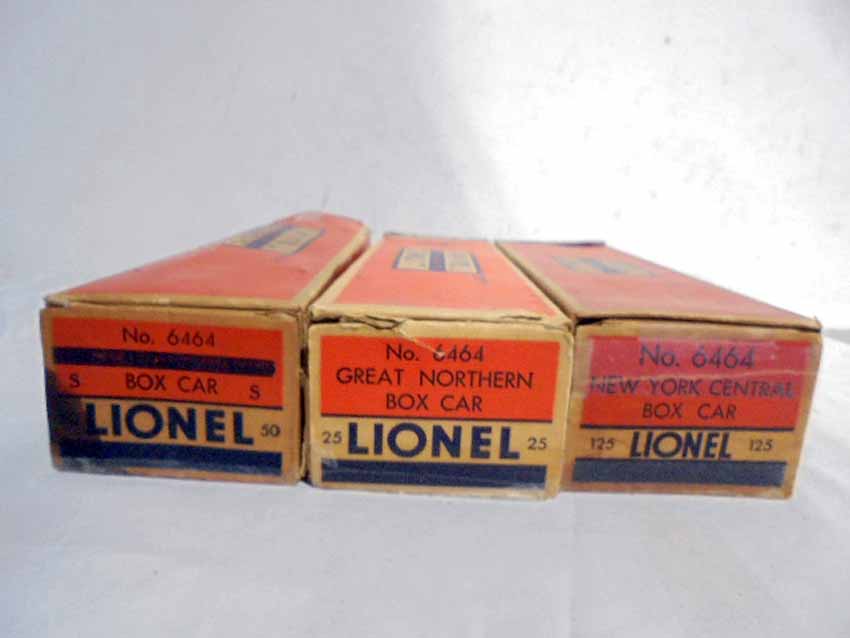 No. 6464
S BOX CAR S
LIONEL 50
No. 6464
GREAT NORTHERN
BOX CAR
25 LIONEL 25
No. 6464
NEW YORK CENTRAL
BOX CAR
125 LIONEL 125